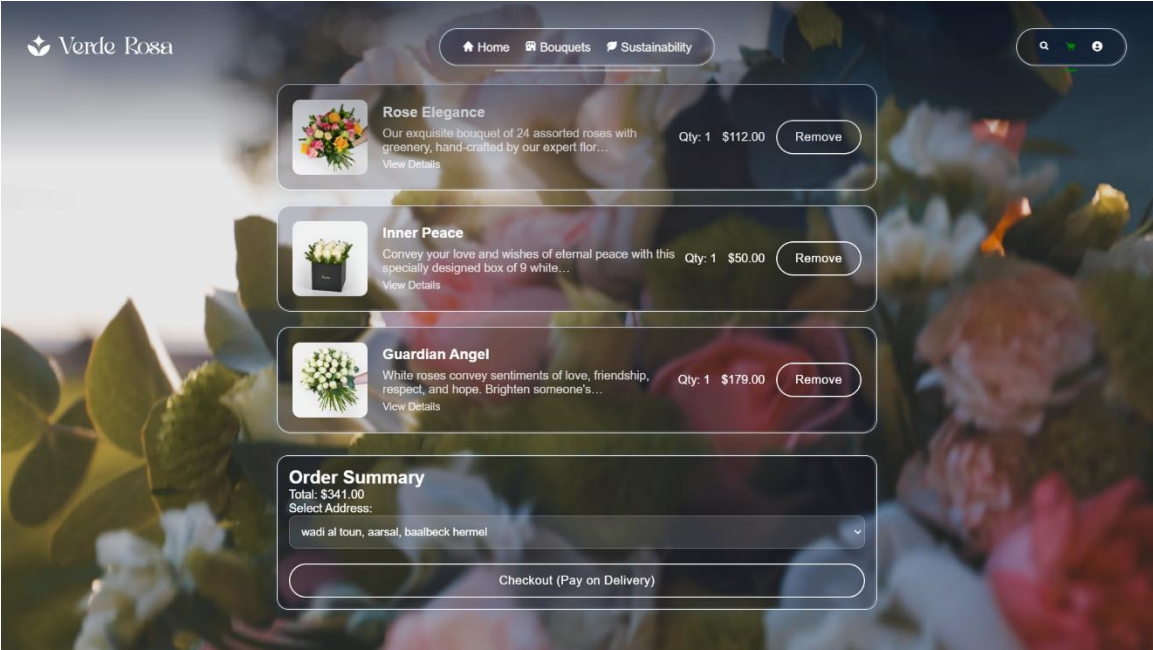 Verde Rosa
Home Bouquets Sustainability
Rose Elegance
Our exquisite bouquet of 24 assorted roses with
greenery, hand-crafted by our expert flor...
View Details
Qty: 1 $112.00 Remove
Inner Peace
Convey your love and wishes of eternal peace with this
specially designed box of 9 white...
View Details
Qty: 1 $50.00 Remove
Guardian Angel
White roses convey sentiments of love, friendship,
respect, and hope. Brighten someone's...
View Details
Qty: 1 $179.00 Remove
Order Summary
Total: $341.00
Select Address:
wadi al toun, aarsal, baalbeck hermel
Checkout (Pay on Delivery)